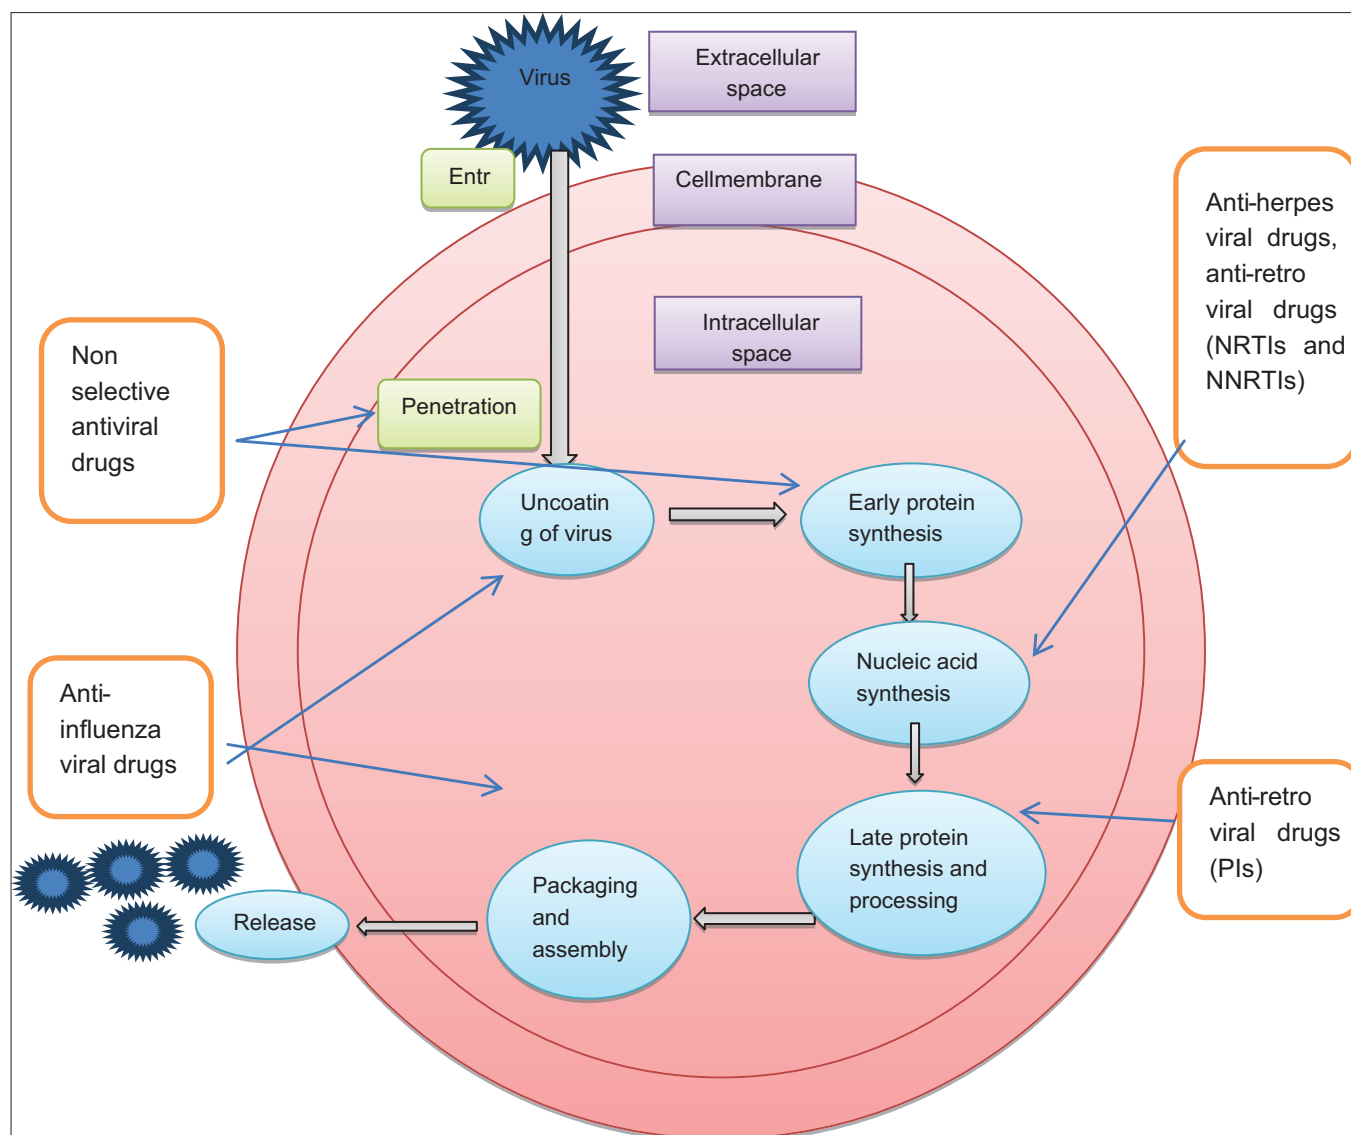 Virus
Extracellular
space
Entr
Cellmembrane
Intracellular
space
Non
selective
antiviral
drugs
Penetration
Anti-herpes
viral drugs,
anti-retro
viral drugs
(NRTIs and
NNRTIs)
Uncoatin
g of virus
Early protein
synthesis
Nucleic acid
synthesis
Anti-
influenza
viral drugs
Late protein
synthesis and
processing
Anti-retro
viral drugs
(PIs)
Packaging
and
assembly
Release